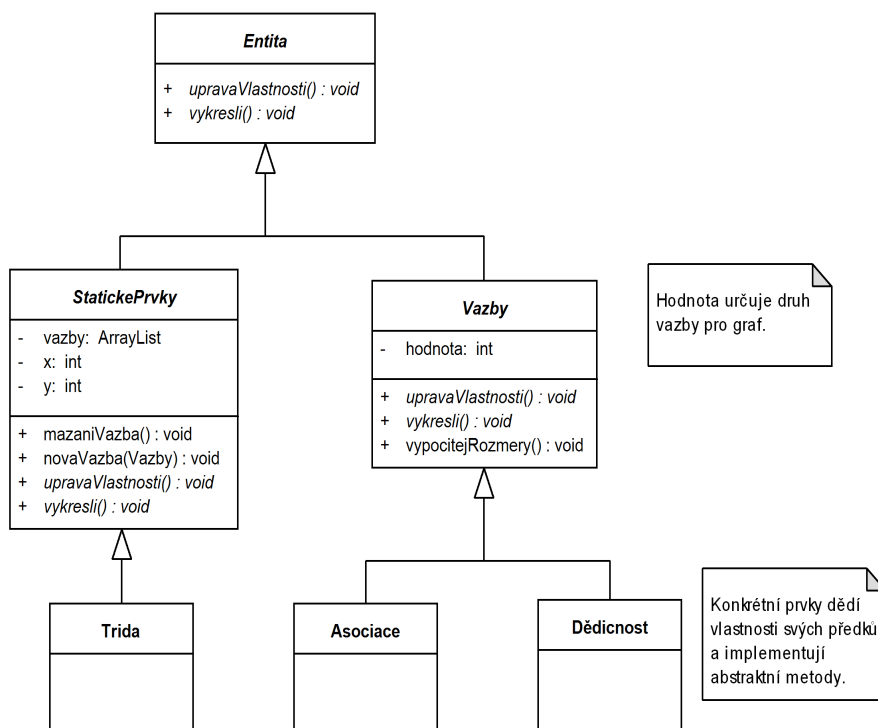 Entita
+ upravaVlastnosti() : void
+ vykresli() : void
StatickePrvky
- vazby: ArrayList
- x: int
- y: int
+ mazaniVazba() : void
+ novaVazba(Vazby) : void
+ upravaVlastnosti() : void
+ vykresli() : void
Vazby
- hodnota: int
+ upravaVlastnosti() : void
+ vykresli() : void
+ vypocitejRozmery() : void
Hodnota určuje druh
vazby pro graf.
Trida
Asociace
Dědicnost
Konkrétní prvky dědí
vlastnosti svých předků
a implementují
abstraktní metody.